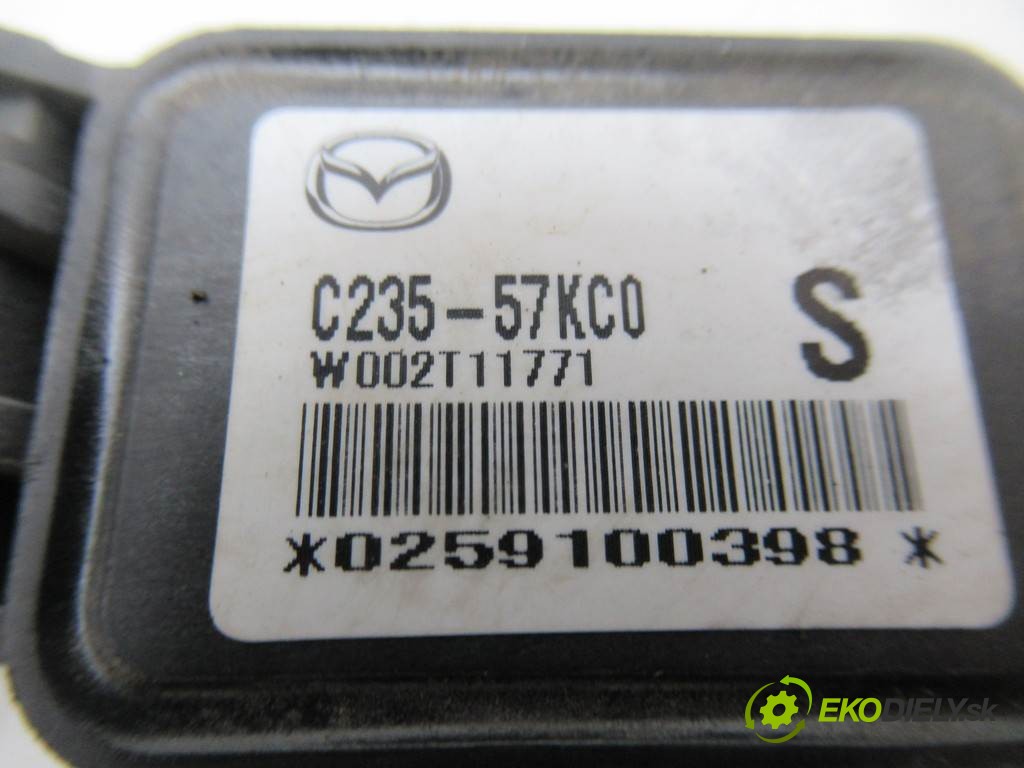 C235-57KC0
S
W002T11771
*0259100398 *
EKODIELY.sk